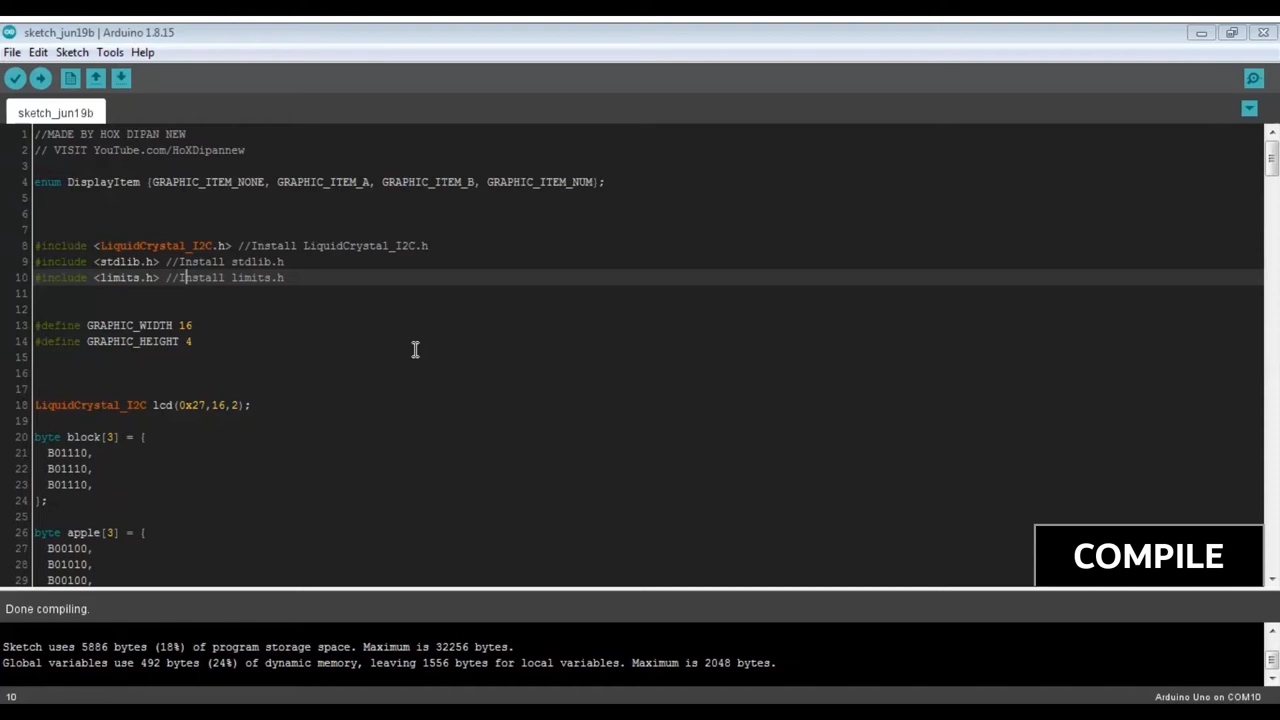 sketch_jun19b | Arduino 1.8.15
File Edit Sketch Tools Help
sketch_jun19b
1 //MADE BY HOX DIPAN NEW
2 // VISIT YouTube.com/HoXDipannew
3
4 enum DisplayItem {GRAPHIC_ITEM_NONE, GRAPHIC_ITEM_A, GRAPHIC_ITEM_B, GRAPHIC_ITEM_NUM};
5
6
7
8 #include <LiquidCrystal_I2C.h> //Install LiquidCrystal_I2C.h
9 #include <stdlib.h> //Install stdlib.h
10 #include <limits.h> //Install limits.h
11
12
13 #define GRAPHIC_WIDTH 16
14 #define GRAPHIC_HEIGHT 4
15
16
17
18 LiquidCrystal_I2C lcd(0x27,16,2);
19
20 byte block[3] = {
21 B01110,
22 B01110,
23 B01110,
24 };
25
26 byte apple[3] = {
27 B00100,
28 B01010,
29 B00100,
COMPILE
Done compiling.
Sketch uses 5886 bytes (18%) of program storage space. Maximum is 32256 bytes.
Global variables use 492 bytes (24%) of dynamic memory, leaving 1556 bytes for local variables. Maximum is 2048 bytes.
10 Arduino Uno on COM10